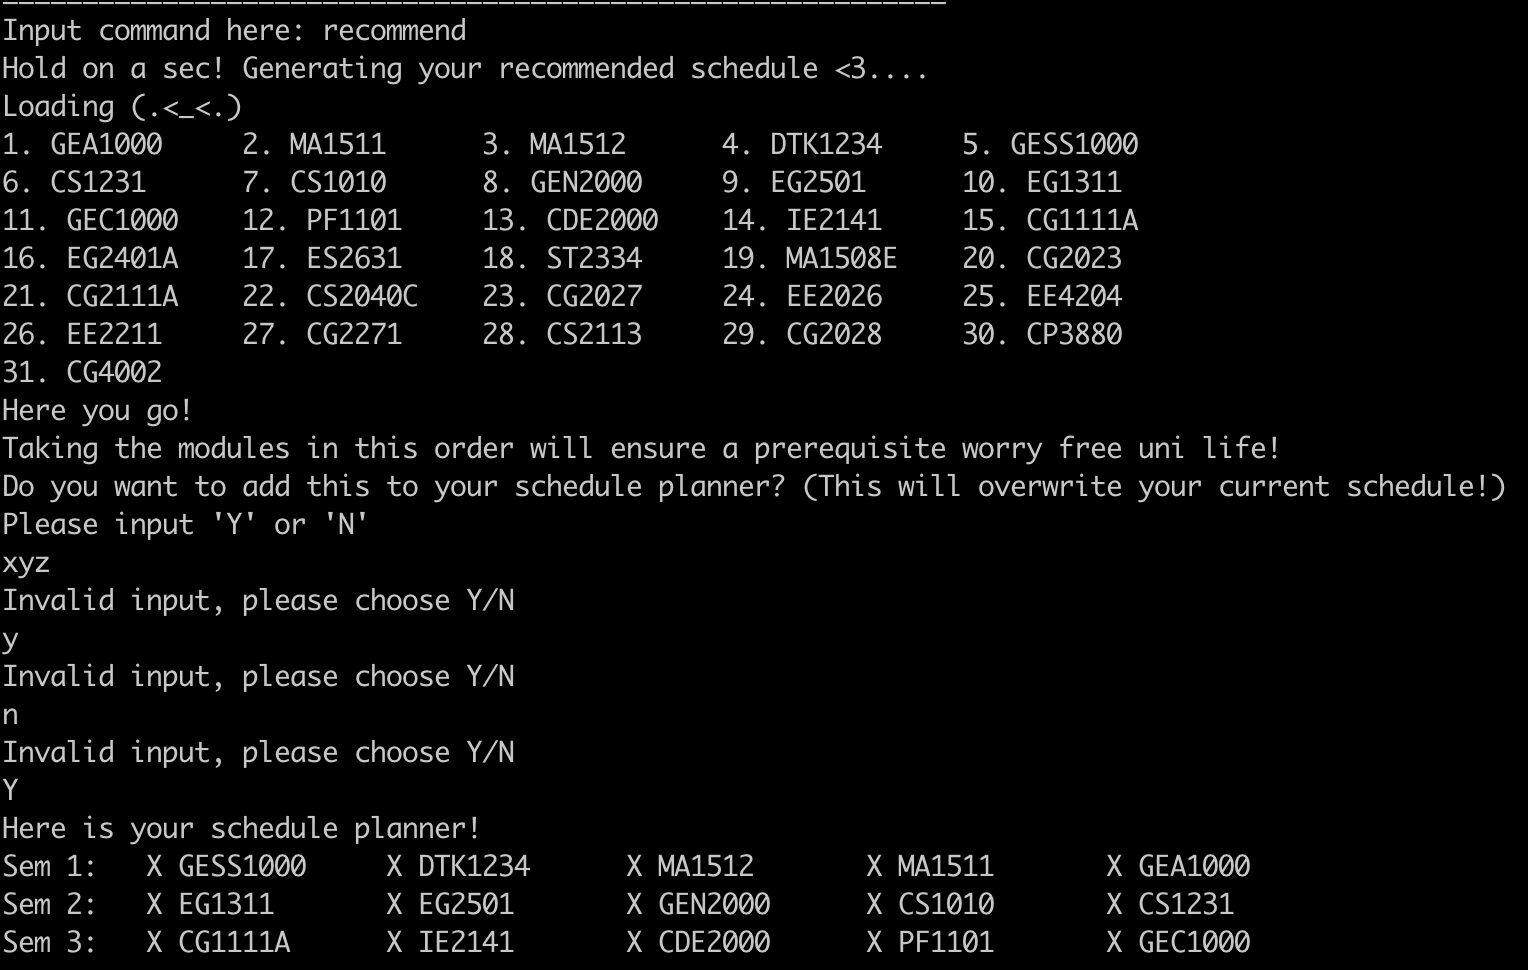 Input command here: recommend
Hold on a sec! Generating your recommended schedule <3....
Loading (.<_<.)
1. GEA1000     2. MA1511      3. MA1512      4. DTK1234     5. GESS1000
6. CS1231      7. CS1010      8. GEN2000     9. EG2501      10. EG1311
11. GEC1000    12. PF1101     13. CDE2000    14. IE2141     15. CG1111A
16. EG2401A    17. ES2631     18. ST2334     19. MA1508E    20. CG2023
21. CG2111A    22. CS2040C    23. CG2027     24. EE2026     25. EE4204
26. EE2211     27. CG2271     28. CS2113     29. CG2028     30. CP3880
31. CG4002
Here you go!
Taking the modules in this order will ensure a prerequisite worry free uni life!
Do you want to add this to your schedule planner? (This will overwrite your current schedule!)
Please input 'Y' or 'N'
xyz
Invalid input, please choose Y/N
y
Invalid input, please choose Y/N
n
Invalid input, please choose Y/N
Y
Here is your schedule planner!
Sem 1:   X GESS1000     X DTK1234      X MA1512       X MA1511       X GEA1000
Sem 2:   X EG1311       X EG2501       X GEN2000      X CS1010       X CS1231
Sem 3:   X CG1111A      X IE2141       X CDE2000      X PF1101       X GEC1000